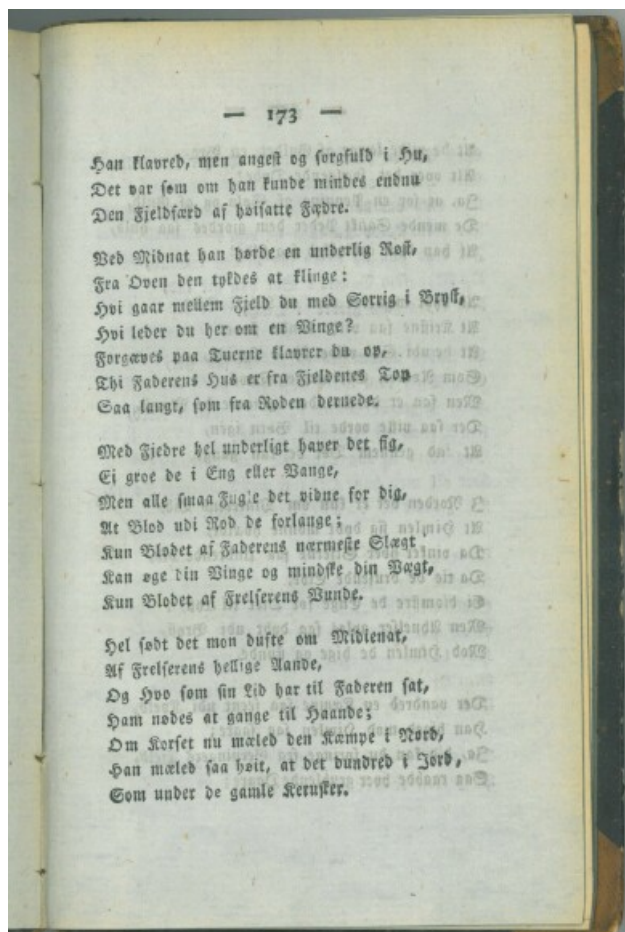 — 173 —
Han klavred, men angest og sorgfuld i Hu,
Det var som om han kunde mindes endnu
Den Fjeldfærd af høisatte Fædre.
Ved Midnat han hørde en underlig Røst,
Fra Oven den tyktes at klinge:
Hvi gaar mellem Fjeld du med Sorrig i Bryst,
Hvi leder du her om en Vinge?
Forgæves paa Tuerne klavrer du op,
Thi Faderens Hus er fra Fjeldenes Top
Saa langt, som fra Roden dernede.
Med Fjedre hel underligt haver det sig,
Ei groe de i Eng eller Vange,
Men alle smaa Fugle det vidne for dig,
At Blod udi Rod de forlange;
Kun Blodet af Faderens nærmeste Slægt
Kan øge din Vinge og mindske din Vægt,
Kun Blodet af Frelserens Vunde.
Hel sødt det mon dufte om Midienat,
Af Frelserens hellige Aande,
Og Hvo som sin Lid har til Faderen sat,
Ham nødes at gange til Haande;
Om Korset nu mæled den Kæmpe i Nord,
Han mæled saa høit, at det dundred i Jord,
Som under de gamle Kerusker.